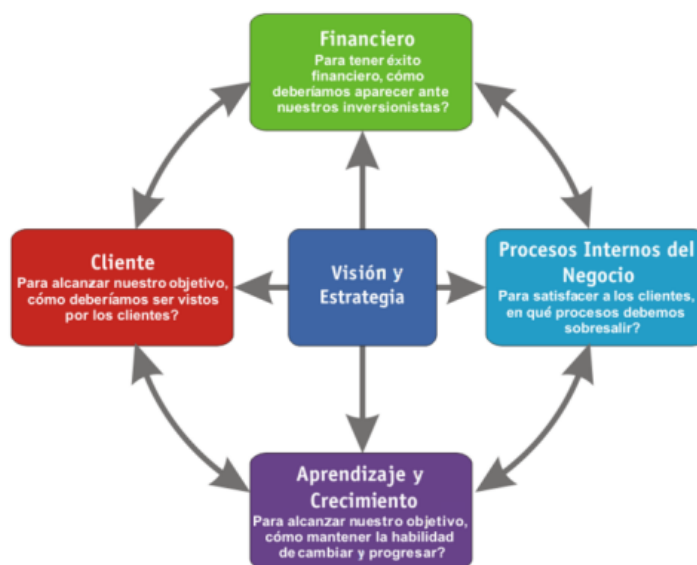 Financiero
Para tener éxito
financiero, cómo
deberíamos aparecer ante
nuestros inversionistas?
Cliente
Para alcanzar nuestro objetivo,
cómo deberíamos ser vistos
por los clientes?
Visión y
Estrategia
Procesos Internos del
Negocio
Para satisfacer a los clientes,
en qué procesos debemos
sobresalir?
Aprendizaje y
Crecimiento
Para alcanzar nuestro objetivo,
cómo mantener la habilidad
de cambiar y progresar?